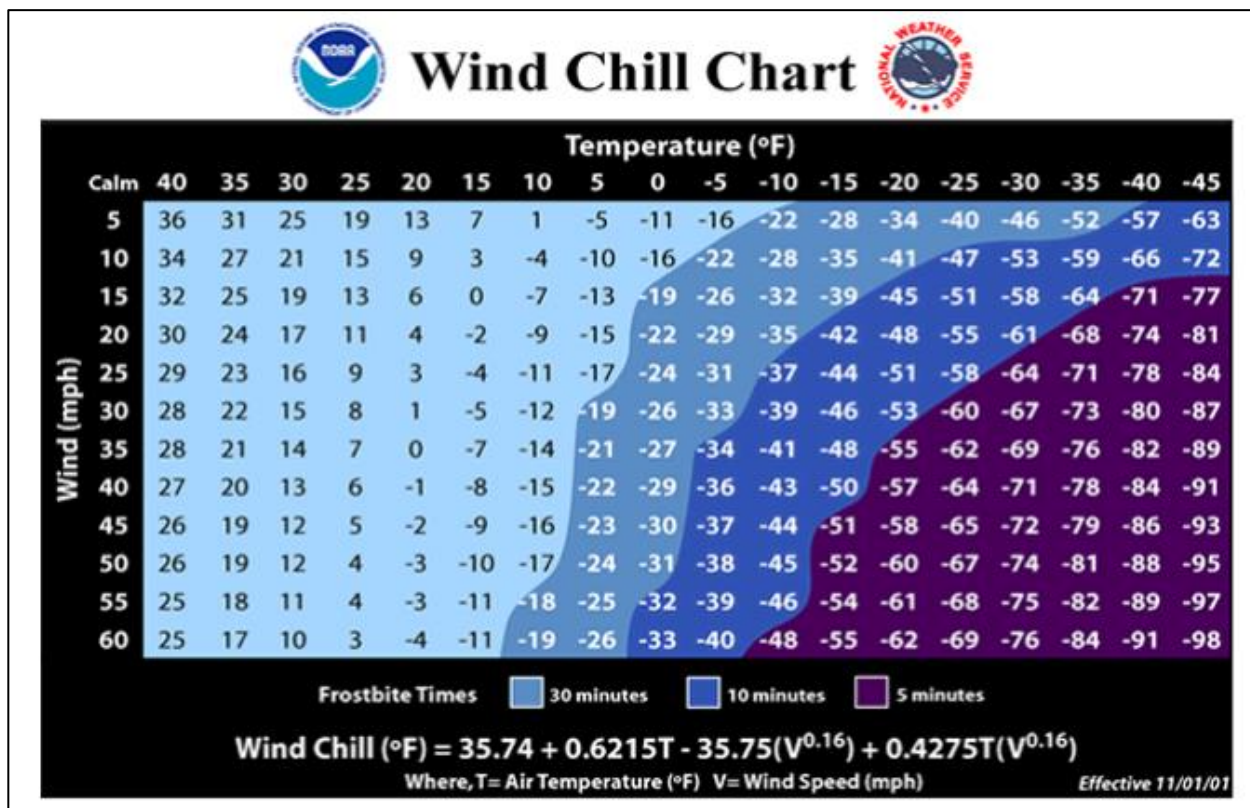 NOAA
Wind Chill Chart
NATIONAL WEATHER SERVICE
Temperature (ºF)
Calm 40 35 30 25 20 15 10 5 0 -5 -10 -15 -20 -25 -30 -35 -40 -45
Wind (mph)
5 36 31 25 19 13 7 1 -5 -11 -16 -22 -28 -34 -40 -46 -52 -57 -63
10 34 27 21 15 9 3 -4 -10 -16 -22 -28 -35 -41 -47 -53 -59 -66 -72
15 32 25 19 13 6 0 -7 -13 -19 -26 -32 -39 -45 -51 -58 -64 -71 -77
20 30 24 17 11 4 -2 -9 -15 -22 -29 -35 -42 -48 -55 -61 -68 -74 -81
25 29 23 16 9 3 -4 -11 -17 -24 -31 -37 -44 -51 -58 -64 -71 -78 -84
30 28 22 15 8 1 -5 -12 -19 -26 -33 -39 -46 -53 -60 -67 -73 -80 -87
35 28 21 14 7 0 -7 -14 -21 -27 -34 -41 -48 -55 -62 -69 -76 -82 -89
40 27 20 13 6 -1 -8 -15 -22 -29 -36 -43 -50 -57 -64 -71 -78 -84 -91
45 26 19 12 5 -2 -9 -16 -23 -30 -37 -44 -51 -58 -65 -72 -79 -86 -93
50 26 19 12 4 -3 -10 -17 -24 -31 -38 -45 -52 -60 -67 -74 -81 -88 -95
55 25 18 11 4 -3 -11 -18 -25 -32 -39 -46 -54 -61 -68 -75 -82 -89 -97
60 25 17 10 3 -4 -11 -19 -26 -33 -40 -48 -55 -62 -69 -76 -84 -91 -98
Frostbite Times 30 minutes 10 minutes 5 minutes
Wind Chill (ºF) = 35.74 + 0.6215T - 35.75(V^0.16) + 0.4275T(V^0.16)
Where, T= Air Temperature (ºF) V= Wind Speed (mph)
Effective 11/01/01